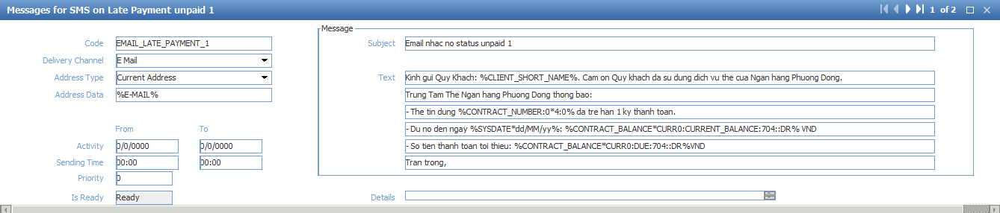 Messages for SMS on Late Payment unpaid 1
1 of 2
Message
Code EMAIL_LATE_PAYMENT_1
Subject Email nhac no status unpaid 1
Delivery Channel E Mail
Address Type Current Address
Text Kinh gui Quy Khach: %CLIENT_SHORT_NAME%. Cam on Quy khach da su dung dich vu the cua Ngan hang Phuong Dong.
Address Data %E-MAIL%
Trung Tam The Ngan hang Phuong Dong thong bao:
- The tin dung %CONTRACT_NUMBER:0*4:0% da tre han 1 ky thanh toan.
From To
- Du no den ngay %SYSDATE*dd/MM/yy%: %CONTRACT_BALANCE*CURR0:CURRENT_BALANCE:704::DR% VND
Activity 0/0/0000 0/0/0000
- So tien thanh toan toi thieu: %CONTRACT_BALANCE*CURR0:DUE:704::DR%VND
Sending Time 00:00 00:00
Tran trong,
Priority 0
Is Ready Ready
Details